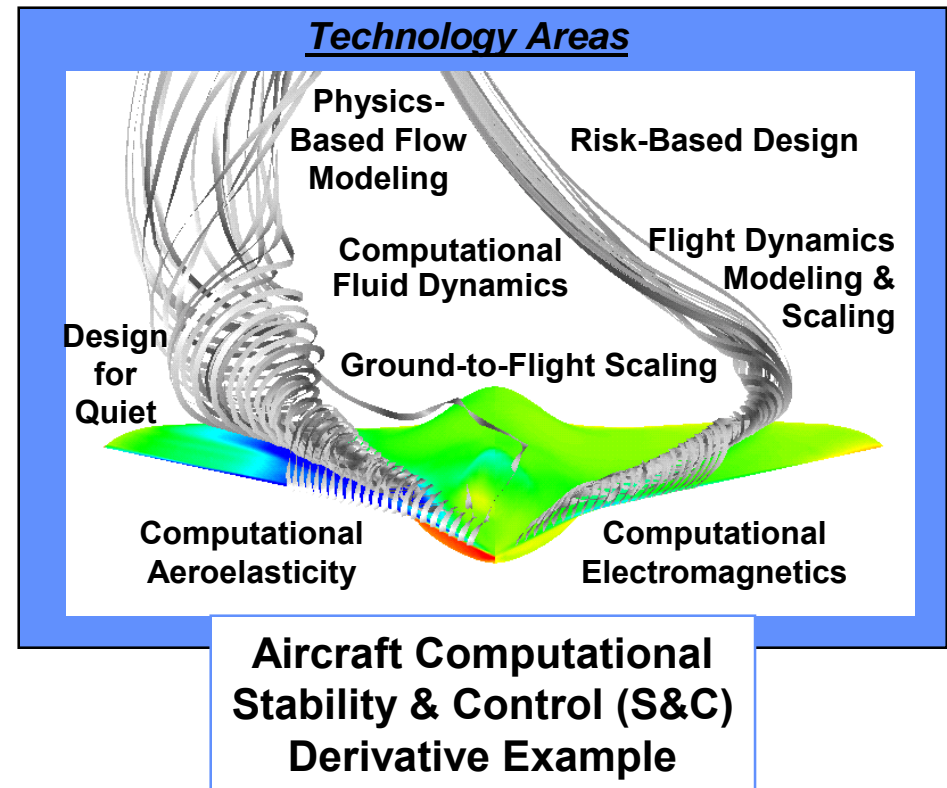 Technology Areas
Physics-
Based Flow
Modeling
Risk-Based Design
Computational
Fluid Dynamics
Flight Dynamics
Modeling &
Scaling
Design
for
Quiet
Ground-to-Flight Scaling
Computational
Aeroelasticity
Computational
Electromagnetics
Aircraft Computational
Stability & Control (S&C)
Derivative Example